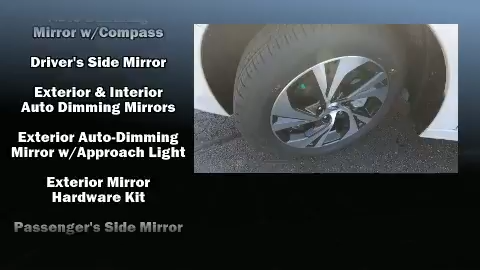 Mirror w/Compass
Driver's Side Mirror
Exterior & Interior
Auto Dimming Mirrors
Exterior Auto-Dimming
Mirror w/Approach Light
Exterior Mirror
Hardware Kit
Passenger's Side Mirror